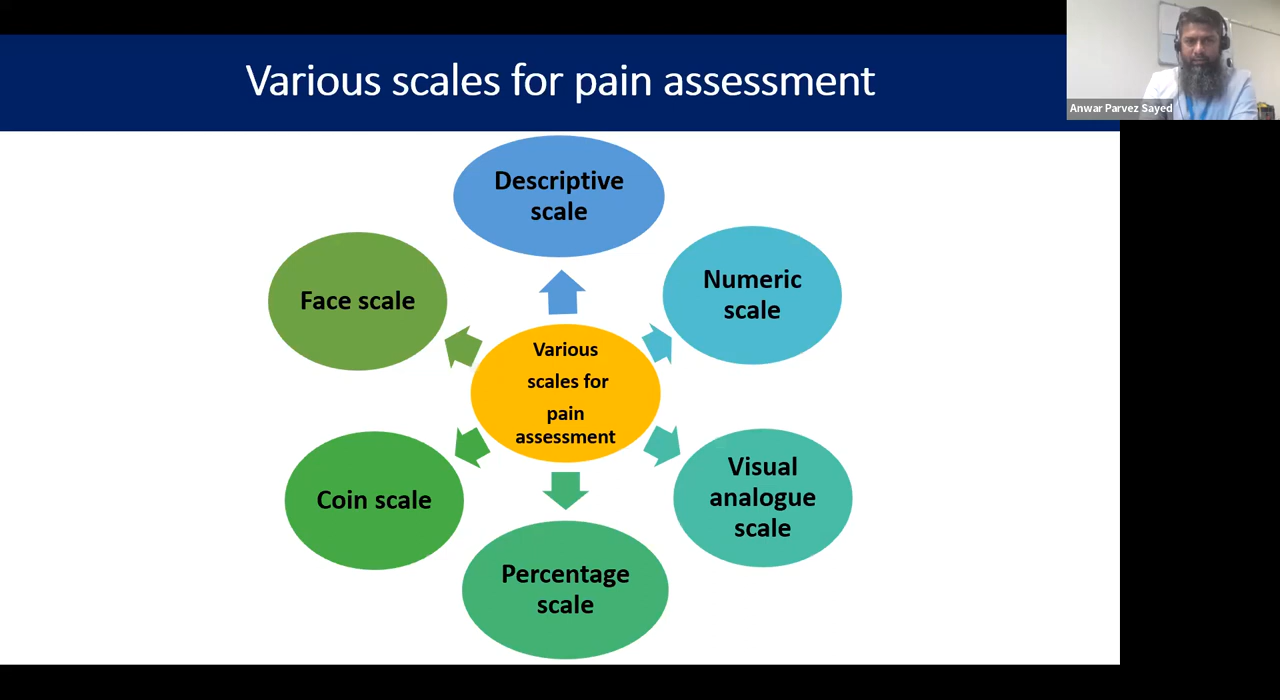 Various scales for pain assessment
Anwar Parvez Sayed
Descriptive
scale
Numeric
scale
Visual
analogue
scale
Percentage
scale
Coin scale
Face scale
Various
scales for
pain
assessment